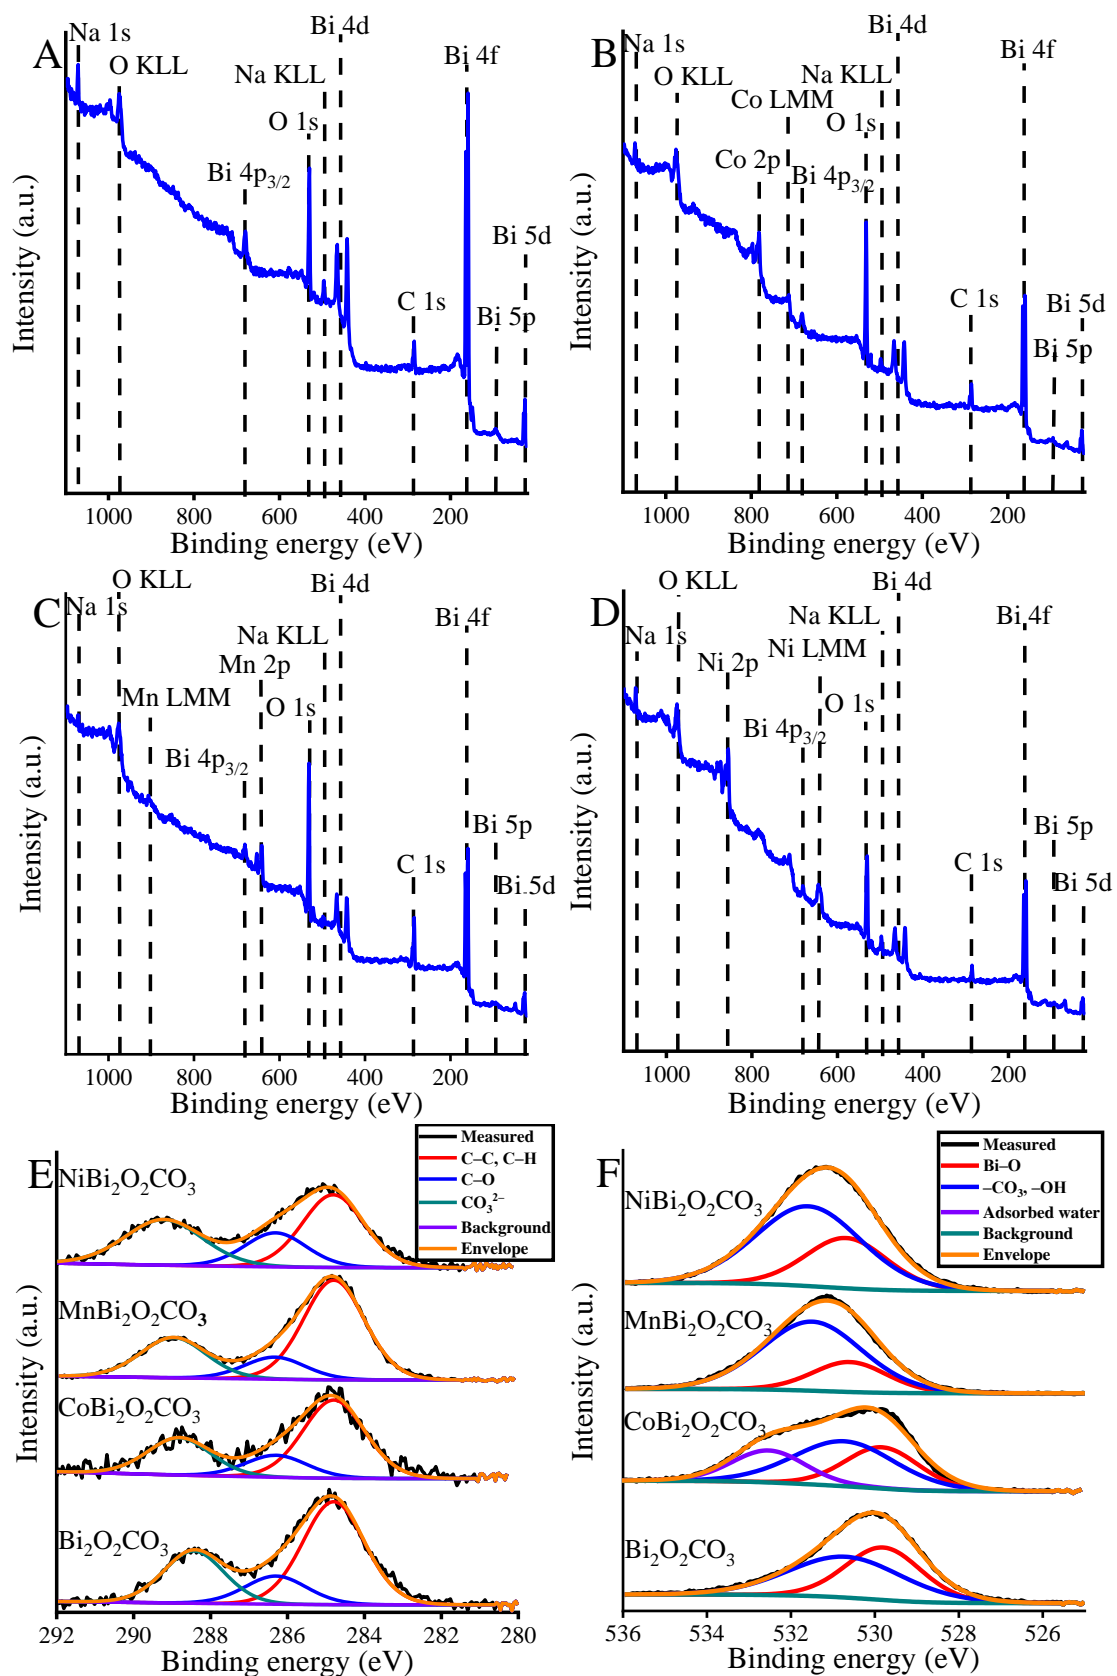 A
Na 1s
O KLL
Bi 4p3/2
Na KLL
O 1s
Bi 4d
C 1s
Bi 4f
Bi 5p
Bi 5d
Intensity (a.u.)
1000 800 600 400 200
Binding energy (eV)
B
Na 1s
O KLL
Co 2p
Co LMM
Bi 4p3/2
O 1s
Na KLL
Bi 4d
C 1s
Bi 4f
Bi 5p
Bi 5d
Intensity (a.u.)
1000 800 600 400 200
Binding energy (eV)
C
Na 1s
O KLL
Mn LMM
Bi 4p3/2
Mn 2p
O 1s
Na KLL
Bi 4d
C 1s
Bi 4f
Bi 5p
Bi 5d
Intensity (a.u.)
1000 800 600 400 200
Binding energy (eV)
D
Na 1s
O KLL
Ni 2p
Bi 4p3/2
Ni LMM
O 1s
Na KLL
Bi 4d
C 1s
Bi 4f
Bi 5p
Bi 5d
Intensity (a.u.)
1000 800 600 400 200
Binding energy (eV)
E
Measured
C–C, C–H
C–O
CO₃²⁻
Background
Envelope
NiBi₂O₂CO₃
MnBi₂O₂CO₃
CoBi₂O₂CO₃
Bi₂O₂CO₃
Intensity (a.u.)
292 290 288 286 284 282 280
Binding energy (eV)
F
Measured
Bi–O
–CO₃, –OH
Adsorbed water
Background
Envelope
NiBi₂O₂CO₃
MnBi₂O₂CO₃
CoBi₂O₂CO₃
Bi₂O₂CO₃
Intensity (a.u.)
536 534 532 530 528 526
Binding energy (eV)